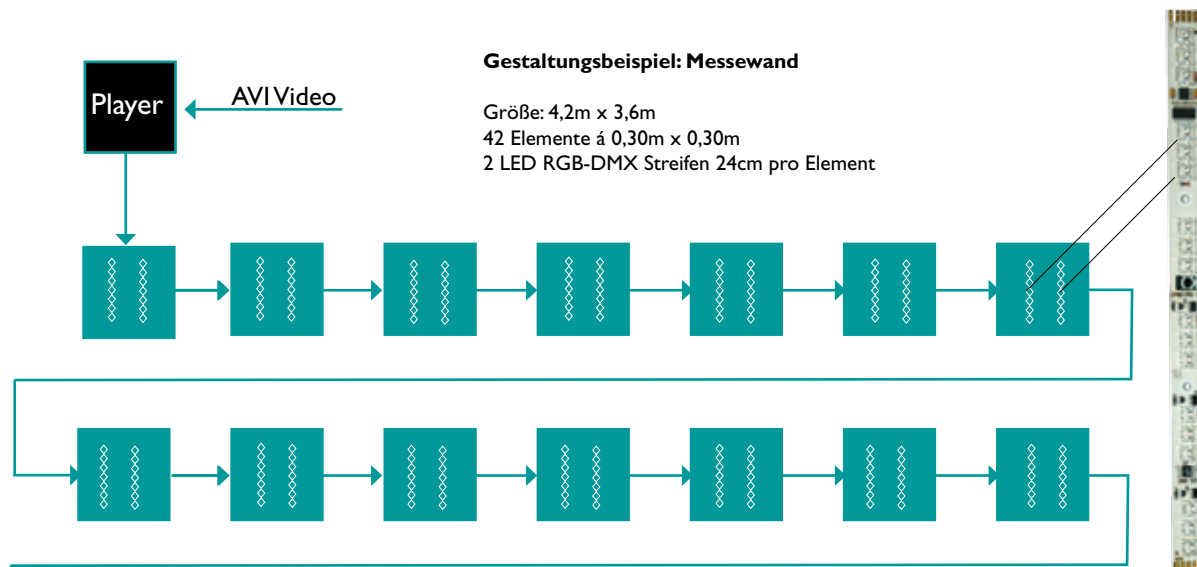 Gestaltungsbeispiel: Messewand
Player
AVI Video
Größe: 4,2m x 3,6m
42 Elemente á 0,30m x 0,30m
2 LED RGB-DMX Streifen 24cm pro Element